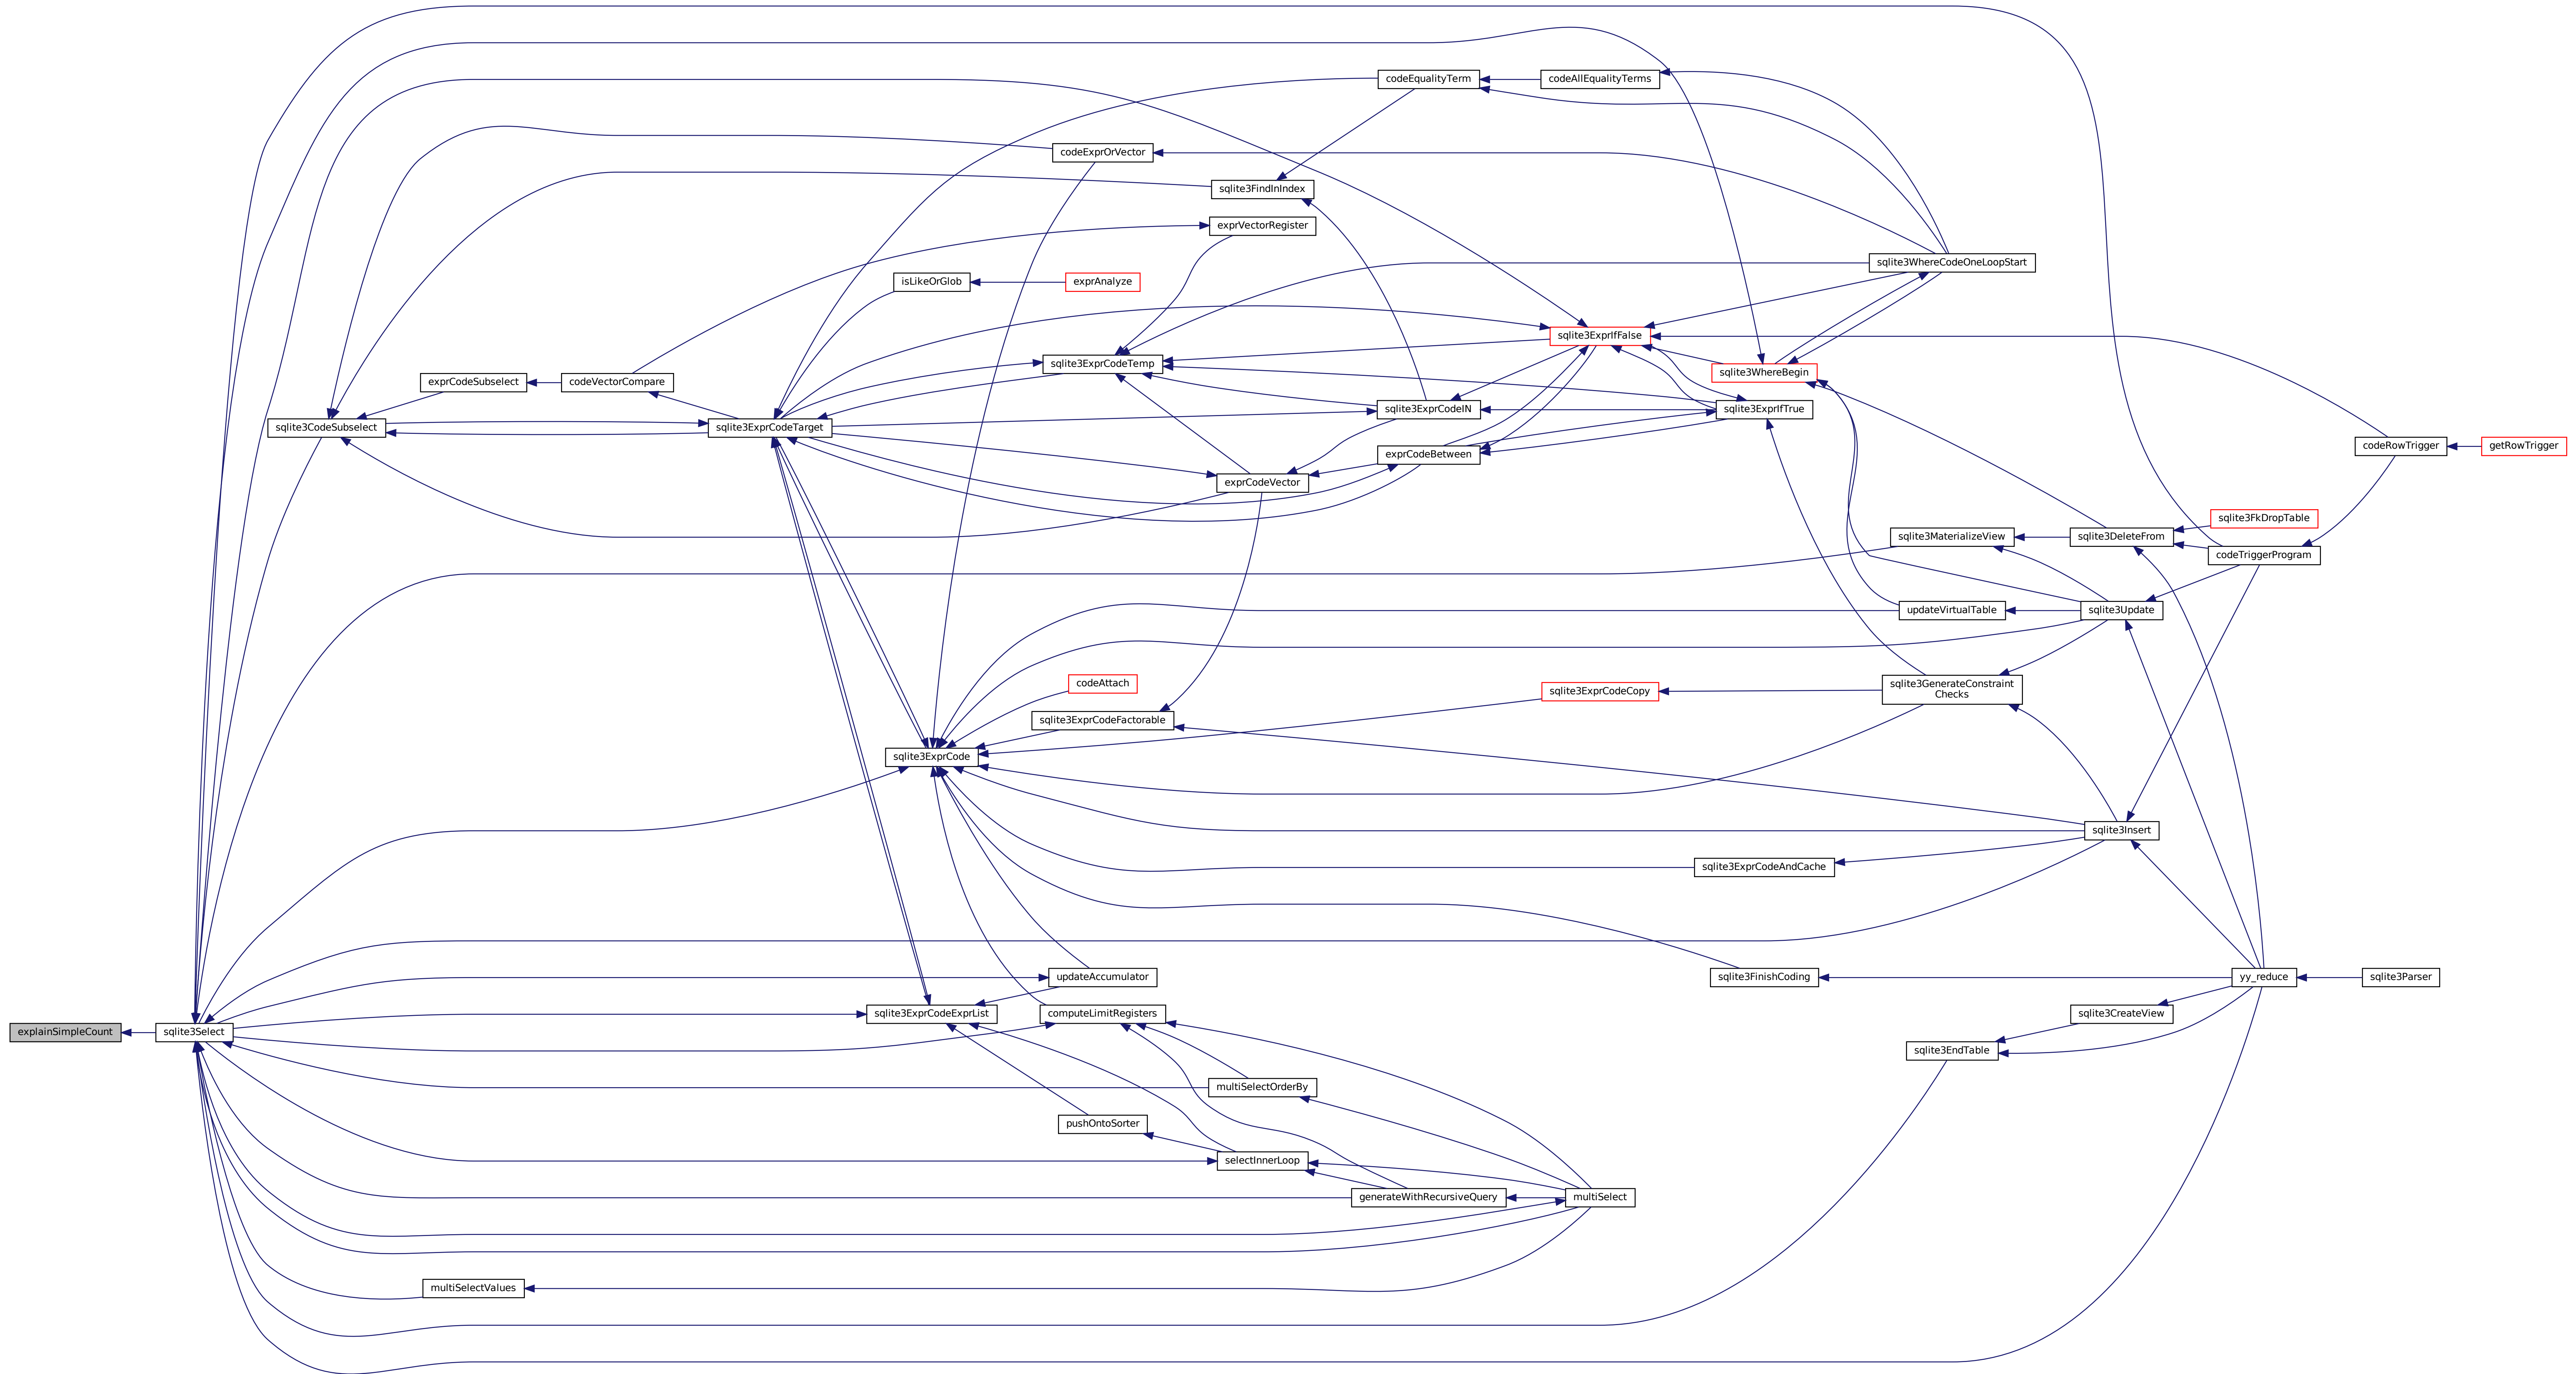 codeEqualityTerm
codeAllEqualityTerms
codeExprOrVector
sqlite3FindInIndex
exprVectorRegister
sqlite3WhereCodeOneLoopStart
isLikeOrGlob
exprAnalyze
sqlite3ExprIfFalse
sqlite3ExprCodeTemp
sqlite3WhereBegin
exprCodeSubselect
codeVectorCompare
sqlite3ExprCodeIN
sqlite3ExprIfTrue
sqlite3CodeSubselect
sqlite3ExprCodeTarget
codeRowTrigger
getRowTrigger
exprCodeBetween
exprCodeVector
sqlite3FkDropTable
sqlite3MaterializeView
sqlite3DeleteFrom
codeTriggerProgram
updateVirtualTable
sqlite3Update
codeAttach
sqlite3ExprCodeCopy
sqlite3GenerateConstraint
Checks
sqlite3ExprCodeFactorable
sqlite3ExprCode
sqlite3Insert
sqlite3ExprCodeAndCache
updateAccumulator
sqlite3FinishCoding
yy_reduce
sqlite3Parser
sqlite3ExprCodeExprList
computeLimitRegisters
sqlite3CreateView
explainSimpleCount
sqlite3Select
sqlite3EndTable
multiSelectOrderBy
pushOntoSorter
selectInnerLoop
generateWithRecursiveQuery
multiSelect
multiSelectValues